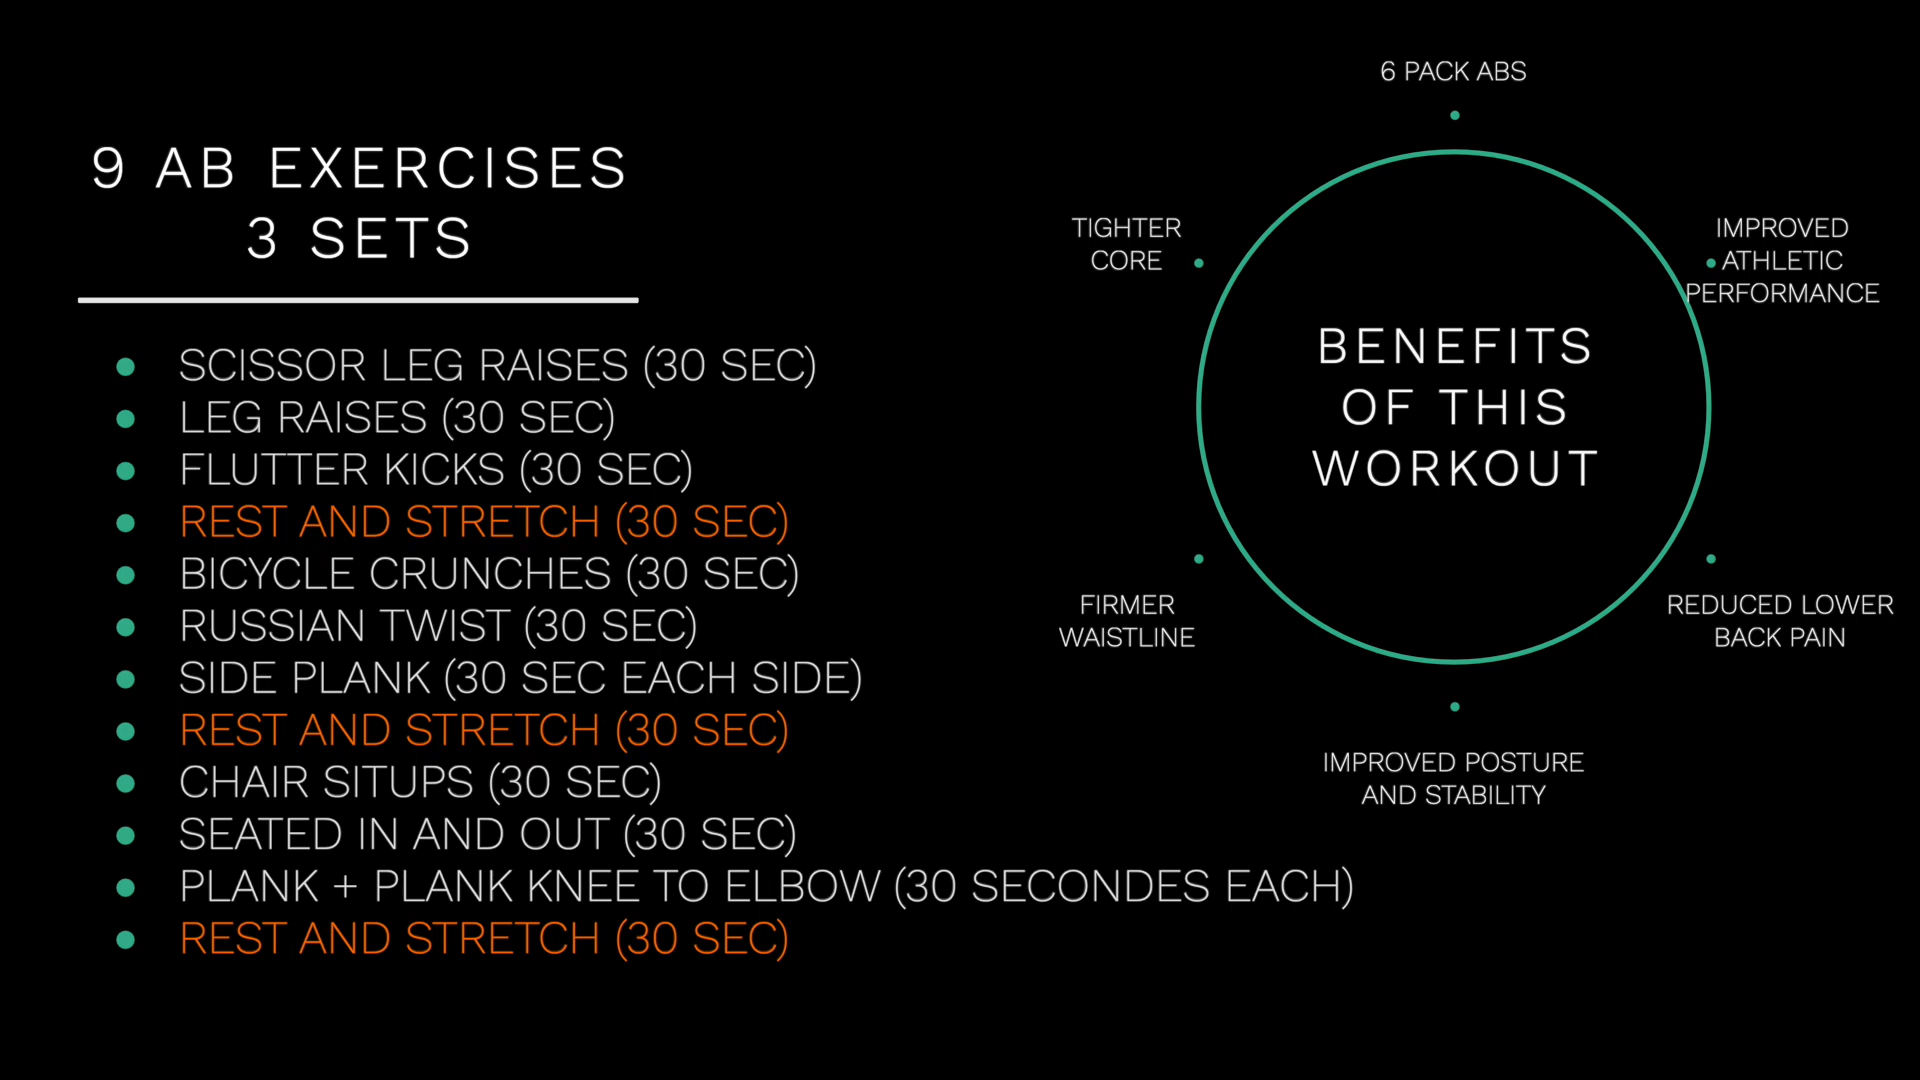 9 AB EXERCISES
3 SETS
SCISSOR LEG RAISES (30 SEC)
LEG RAISES (30 SEC)
FLUTTER KICKS (30 SEC)
REST AND STRETCH (30 SEC)
BICYCLE CRUNCHES (30 SEC)
RUSSIAN TWIST (30 SEC)
SIDE PLANK (30 SEC EACH SIDE)
REST AND STRETCH (30 SEC)
CHAIR SITUPS (30 SEC)
SEATED IN AND OUT (30 SEC)
PLANK + PLANK KNEE TO ELBOW (30 SECONDES EACH)
REST AND STRETCH (30 SEC)
BENEFITS
OF THIS
WORKOUT
6 PACK ABS
IMPROVED
ATHLETIC
PERFORMANCE
REDUCED LOWER
BACK PAIN
IMPROVED POSTURE
AND STABILITY
FIRMER
WAISTLINE
TIGHTER
CORE